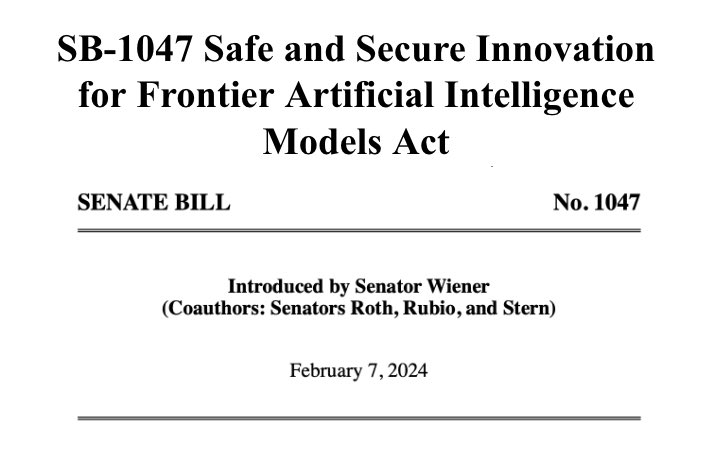 SB-1047 Safe and Secure Innovation
for Frontier Artificial Intelligence
Models Act
SENATE BILL No. 1047
Introduced by Senator Wiener
(Coauthors: Senators Roth, Rubio, and Stern)
February 7, 2024